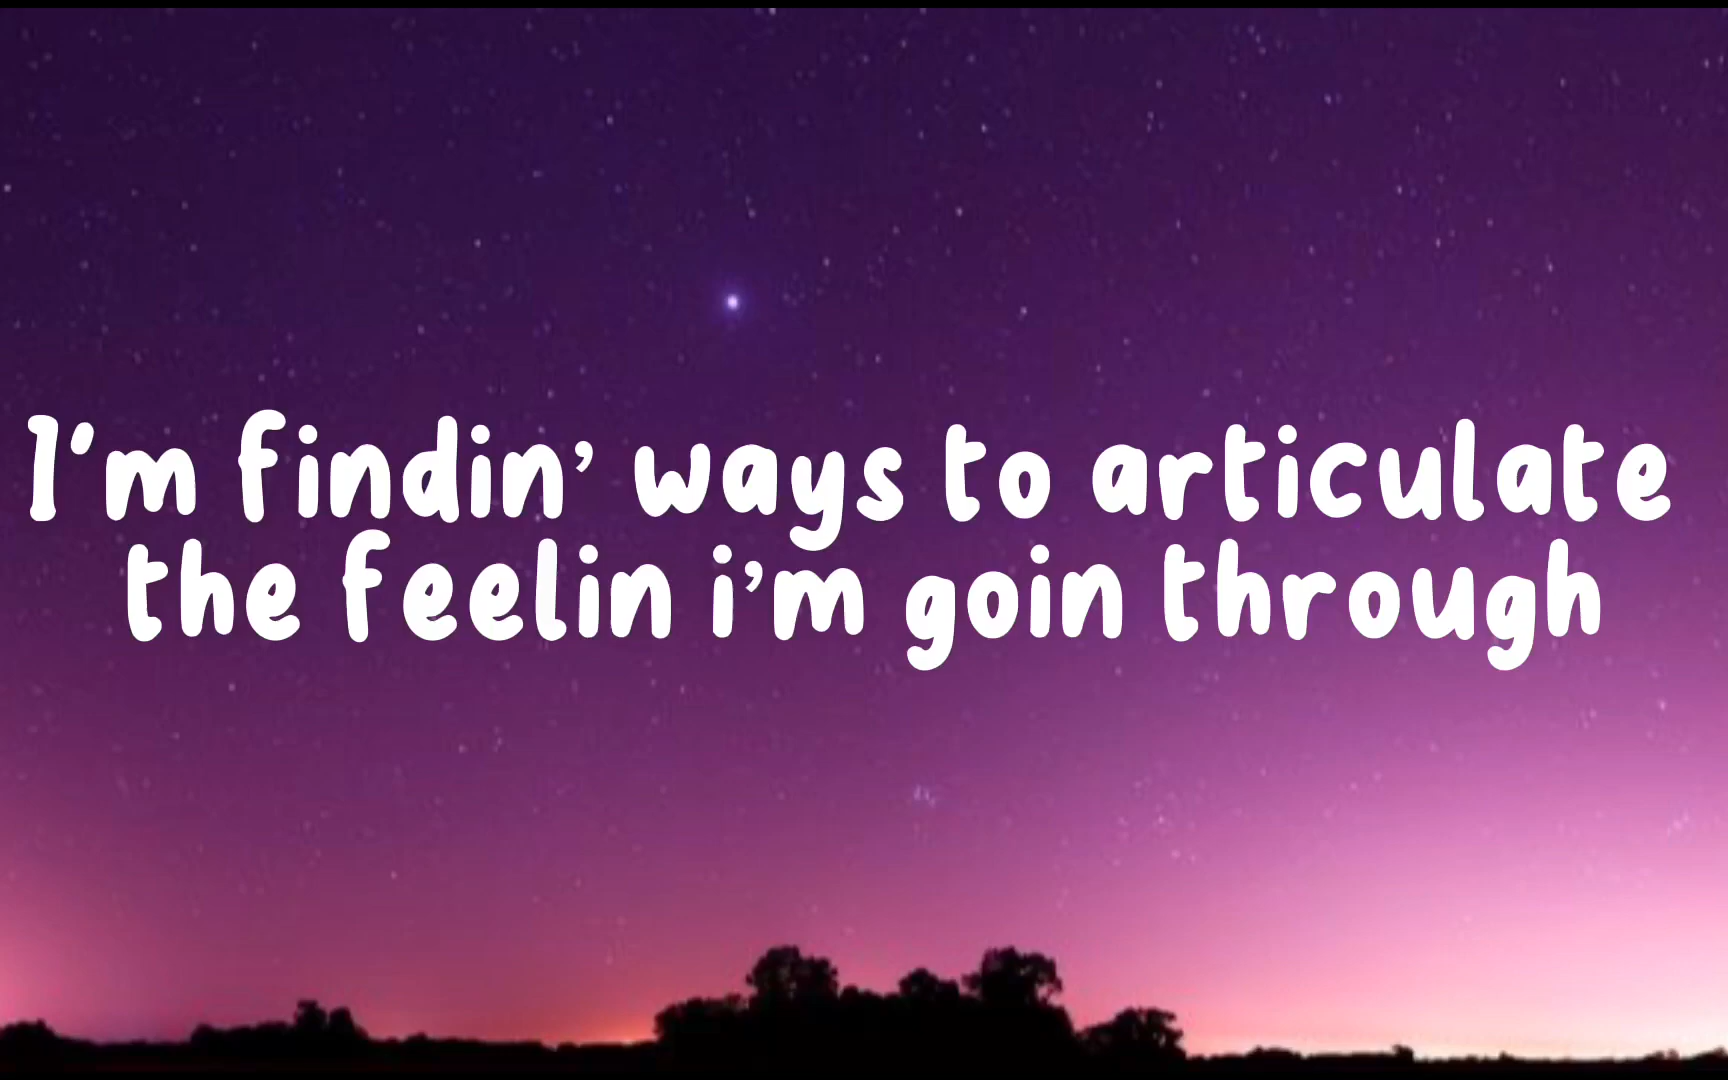 I'm findin' ways to articulate
the feelin i'm goin through